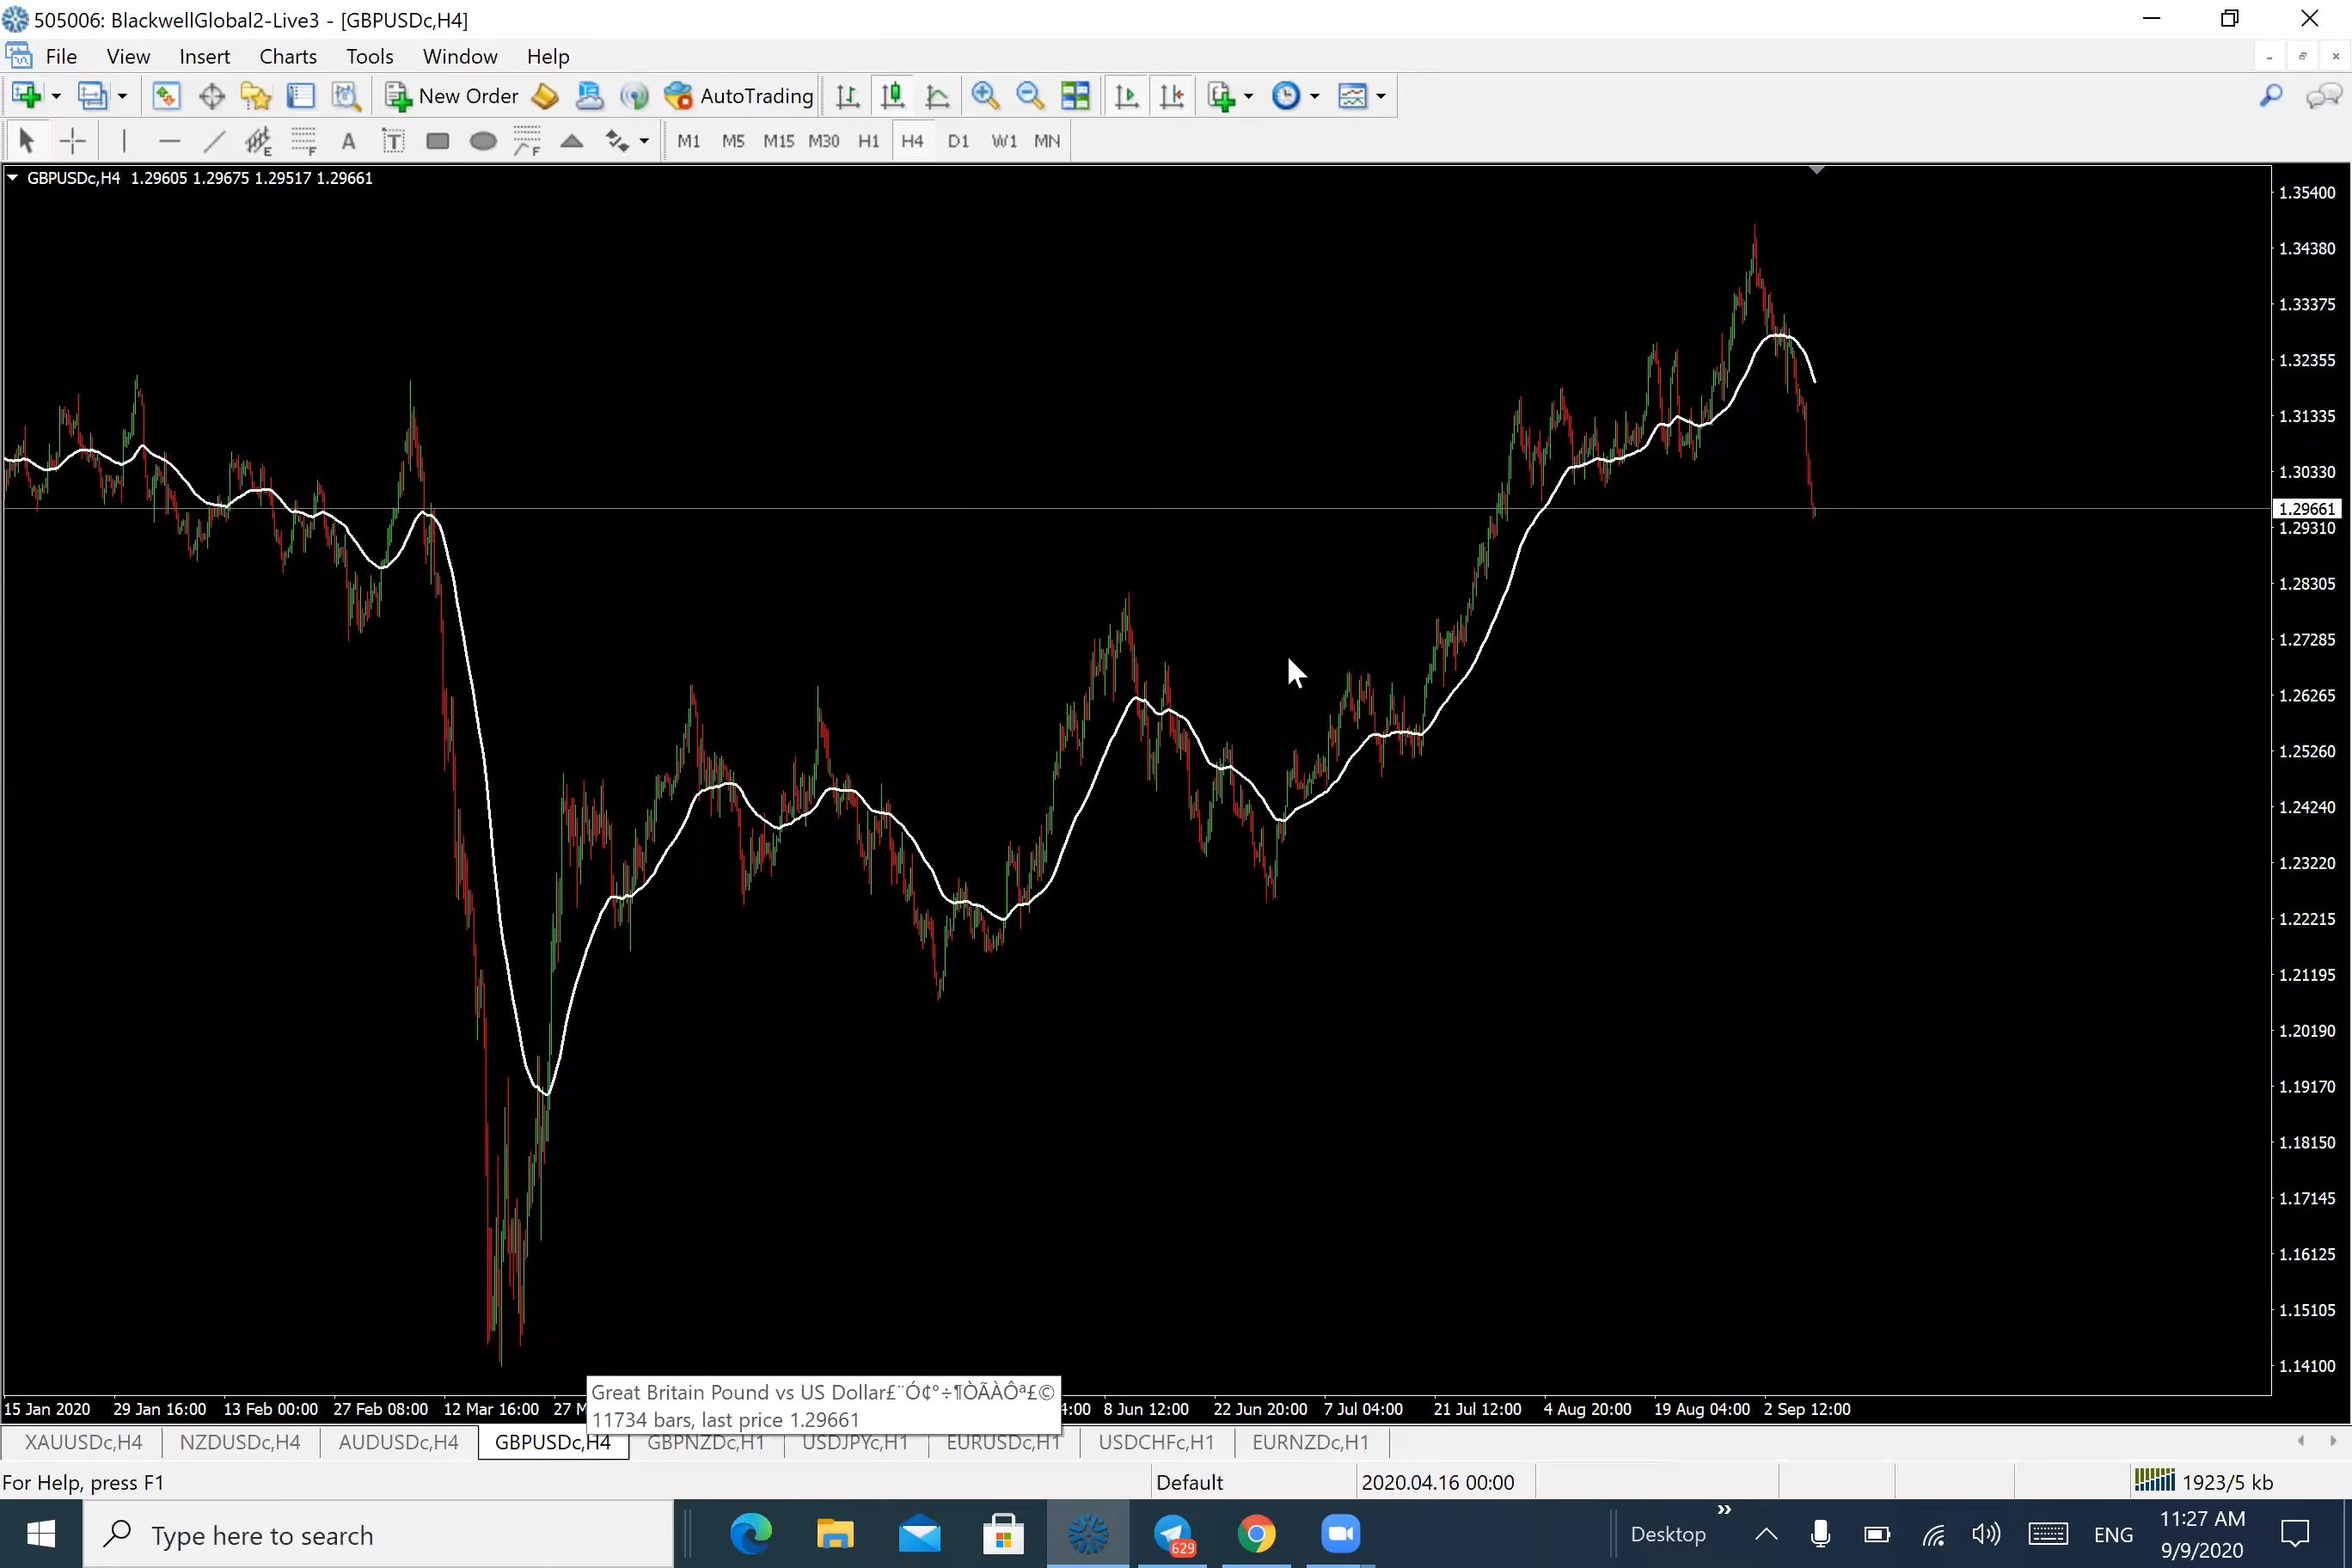 505006: BlackwellGlobal2-Live3 - [GBPUSDc,H4]
File View Insert Charts Tools Window Help
New Order AutoTrading
E F A T F M1 M5 M15 M30 H1 H4 D1 W1 MN
GBPUSDc,H4 1.29605 1.29675 1.29517 1.29661
1.35400
1.34380
1.33375
1.32355
1.31335
1.30330
1.29661
1.29310
1.28305
1.27285
1.26265
1.25260
1.24240
1.23220
1.22215
1.21195
1.20190
1.19170
1.18150
1.17145
1.16125
1.15105
1.14100
Great Britain Pound vs US Dollar£¨Ó¢°÷¶ÒÃÀÔª£©
11734 bars, last price 1.29661
15 Jan 2020 29 Jan 16:00 13 Feb 00:00 27 Feb 08:00 12 Mar 16:00 27 M 4:00 8 Jun 12:00 22 Jun 20:00 7 Jul 04:00 21 Jul 12:00 4 Aug 20:00 19 Aug 04:00 2 Sep 12:00
XAUUSDc,H4 NZDUSDc,H4 AUDUSDc,H4 GBPUSDc,H4 GBPNZDc,H1 USDJPYc,H1 EURUSDc,H1 USDCHFc,H1 EURNZDc,H1
For Help, press F1 Default 2020.04.16 00:00 1923/5 kb
Type here to search 629 Desktop ENG 11:27 AM
9/9/2020